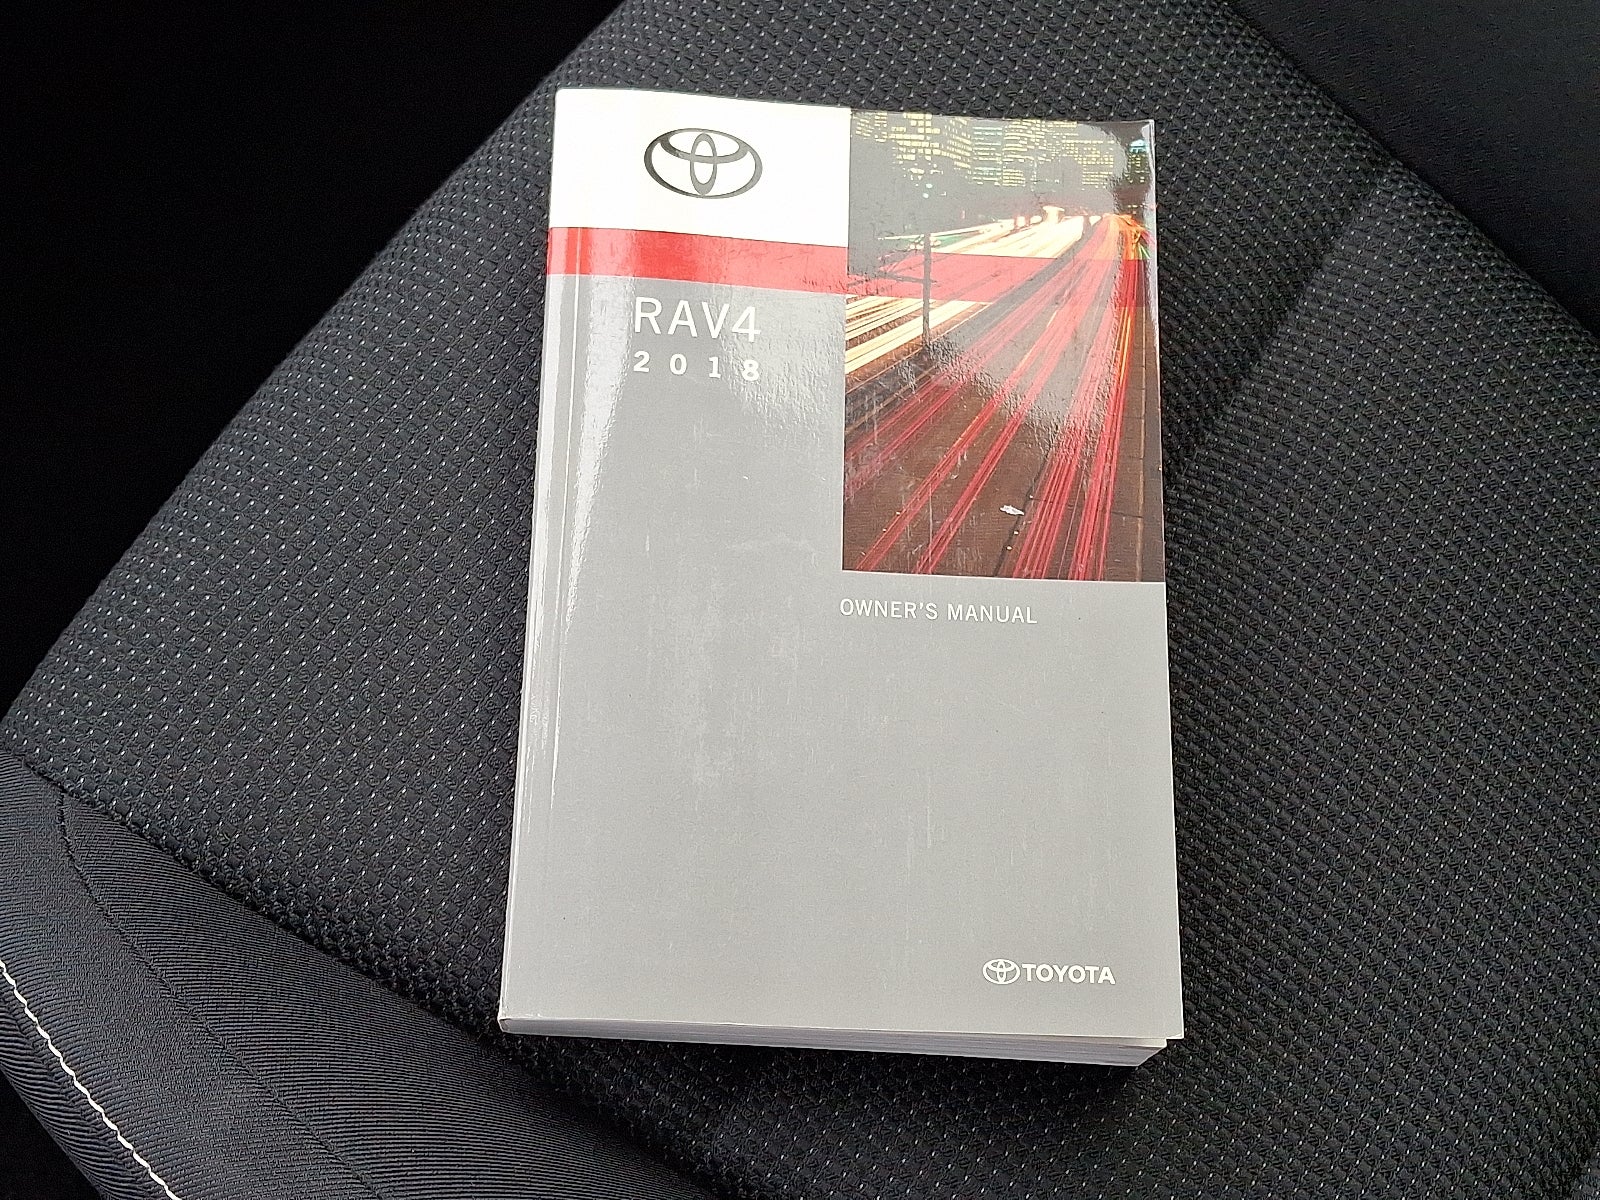 RAV4
2018
OWNER'S MANUAL
TOYOTA